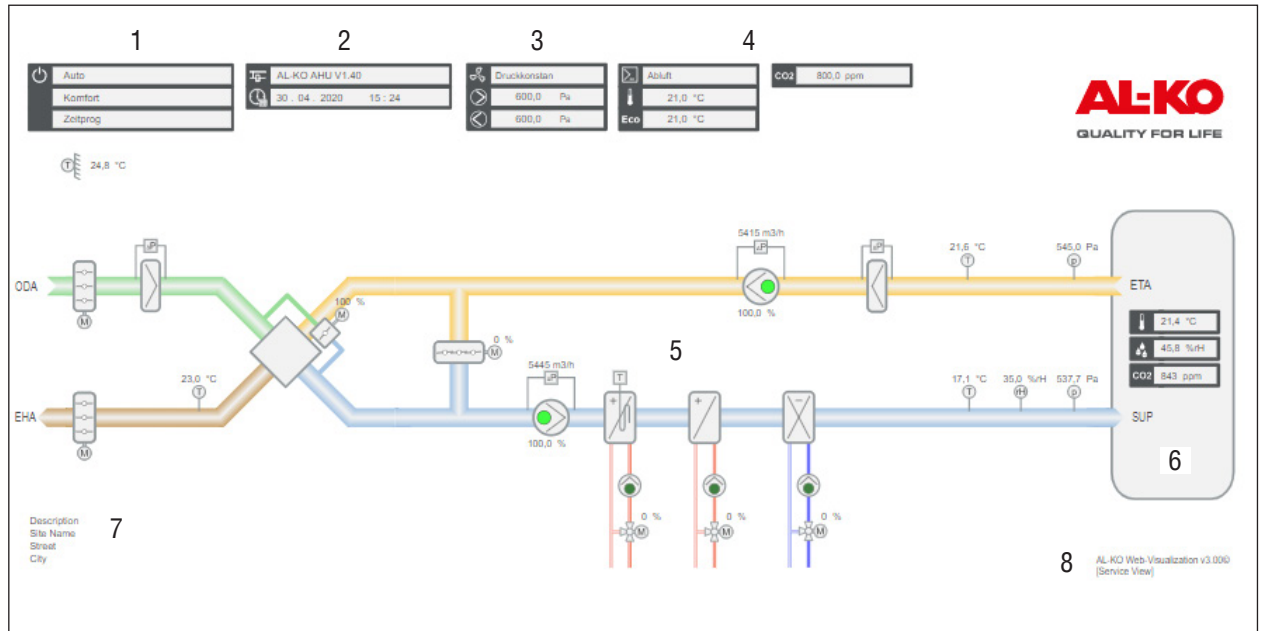 1
2
3
4
Auto
Komfort
Zeitprog
AL-KO AHU V1.40
30 . 04 . 2020 15 : 24
Druckkonstan
600,0 Pa
600,0 Pa
Abluft
21,0 °C
Eco 21,0 °C
CO2 800,0 ppm
AL-KO
QUALITY FOR LIFE
T 24,8 °C
5415 m3/h
21,6 °C
545,0 Pa
T
p
ODA
ETA
100 %
M
100,0 %
M
0 %
M
5
21,4 °C
45,8 %rH
CO2 843 ppm
5445 m3/h
23,0 °C
T
T
17,1 °C
35,0 %rH
537,7 Pa
T
rH
p
EHA
SUP
100,0 %
M
6
0 %
M
0 %
M
0 %
M
Description
Site Name
Street
City
7
8
AL-KO Web-Visualization v3.00©
[Service View]